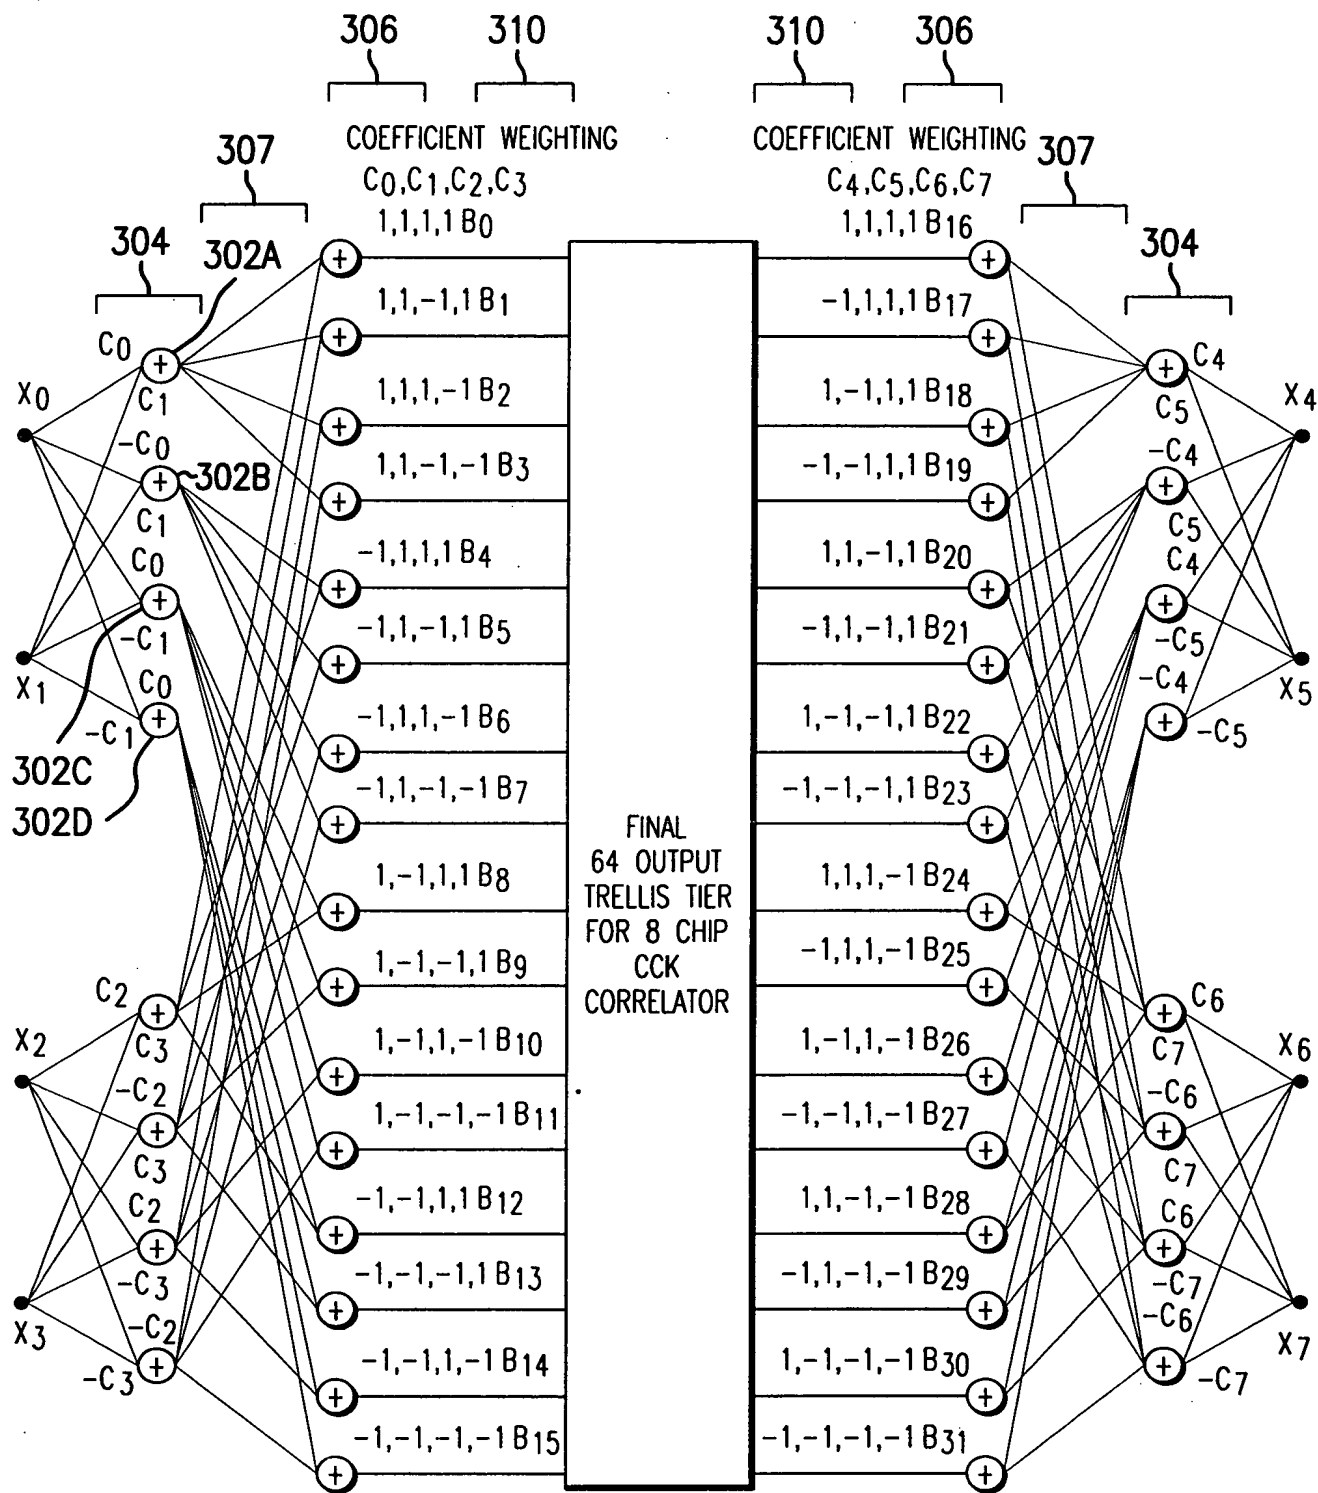 306 310 310 306
COEFFICIENT WEIGHTING COEFFICIENT WEIGHTING
307 307
C0,C1,C2,C3 C4,C5,C6,C7
1,1,1,1 B0 1,1,1,1 B16
304 302A 304
1,1,-1,1 B1 -1,1,1,1 B17
C0 C4
X0 C1 1,1,1,-1 B2 1,-1,1,1 B18 C5 X4
-C0 -C4
302B 1,1,-1,-1 B3 -1,-1,1,1 B19
C1 C5
C0 -1,1,1,1 B4 1,1,-1,1 B20 C4
-C1 -1,1,-1,1 B5 -1,1,-1,1 B21 -C5
X1 C0 -C4 X5
-C1 -1,1,1,-1 B6 1,-1,-1,1 B22 -C5
302C
302D -1,1,-1,-1 B7 -1,-1,-1,1 B23
FINAL
64 OUTPUT
TRELLIS TIER
FOR 8 CHIP
CCK
CORRELATOR
1,-1,1,1 B8 1,1,1,-1 B24
1,-1,-1,1 B9 -1,1,1,-1 B25
C2 C6
X2 C3 1,-1,1,-1 B10 1,-1,1,-1 B26 C7 X6
-C2 -C6
1,-1,-1,-1 B11 -1,-1,1,-1 B27
C3 C7
C2 -1,-1,1,1 B12 1,1,-1,-1 B28 C6
-C3 -1,-1,-1,1 B13 -1,1,-1,-1 B29 -C7
X3 -C2 -C6 X7
-C3 -1,-1,1,-1 B14 1,-1,-1,-1 B30 -C7
-1,-1,-1,-1 B15 -1,-1,-1,-1 B31